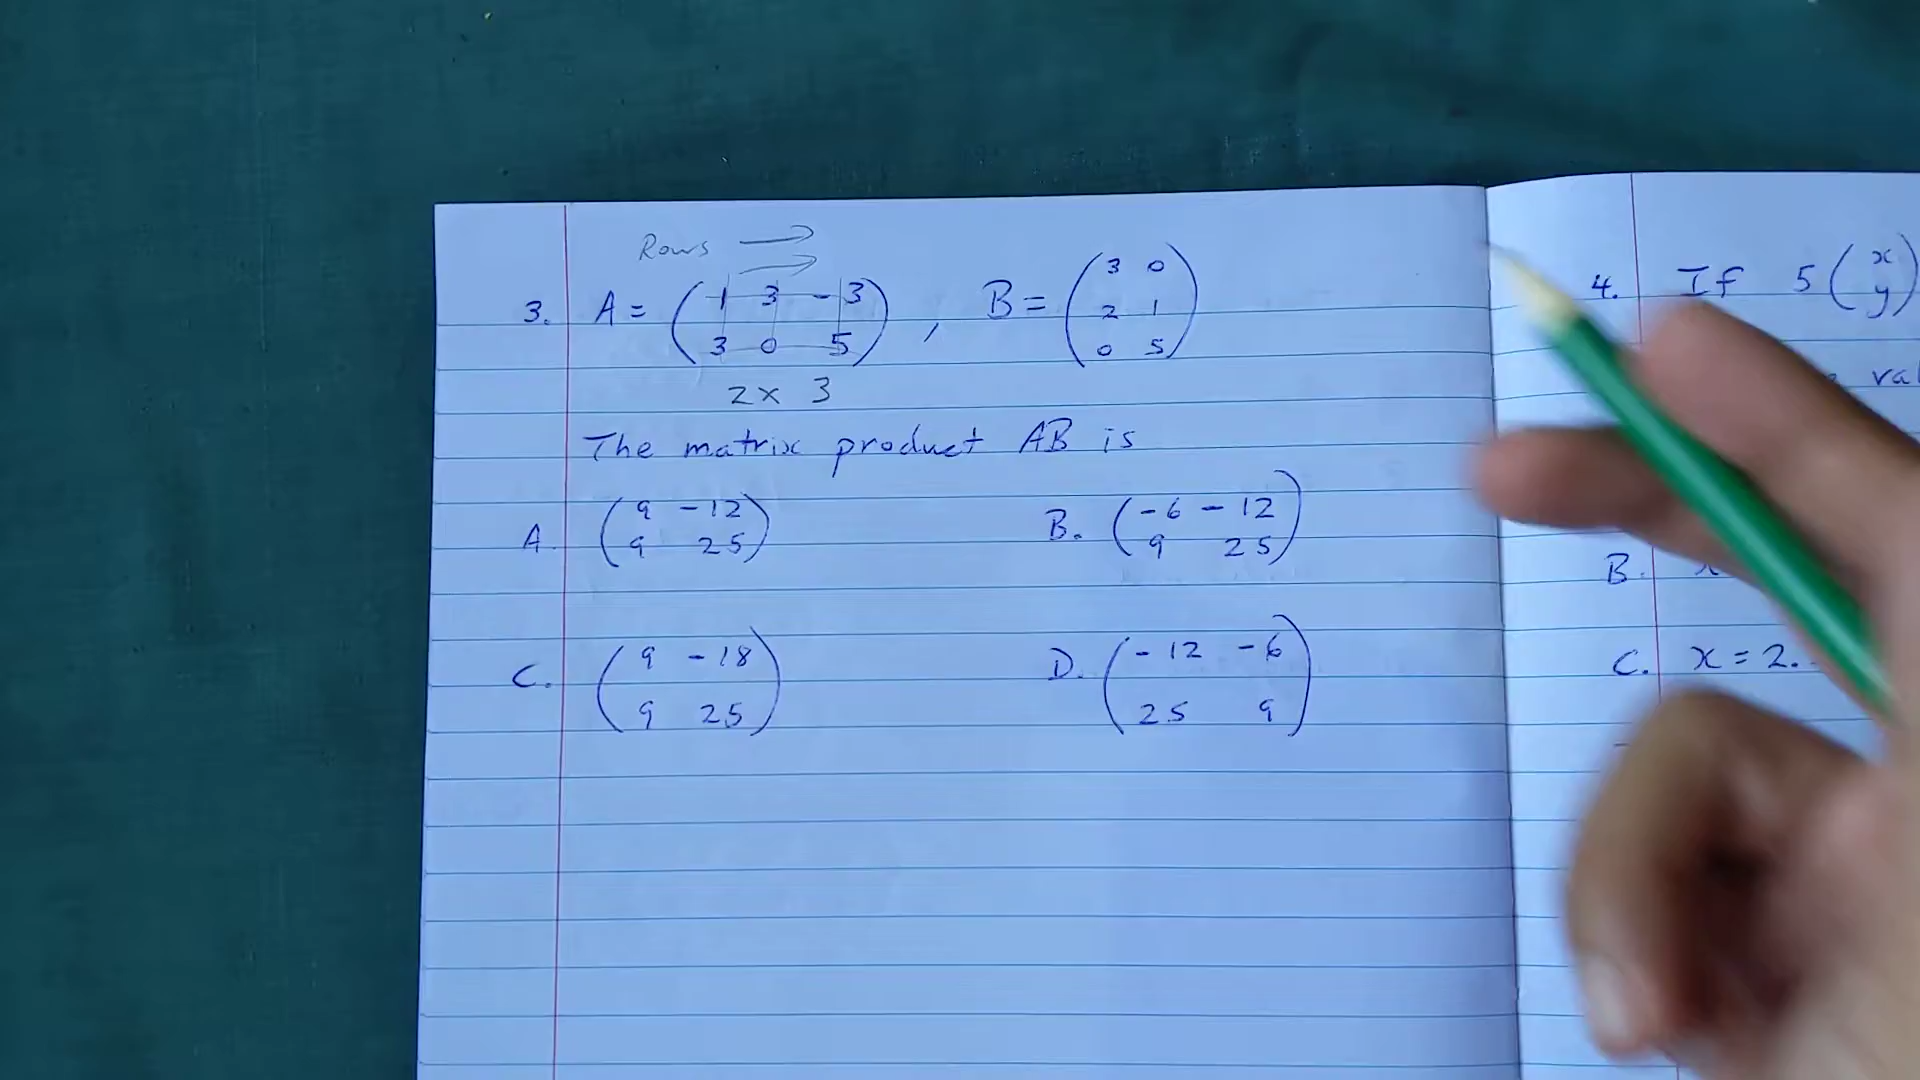 Rows → →
3. A = (1 3 -3 , B = (3 0
3 0 5) 2 1
0 5)
2 x 3
The matrix product AB is
A. (9 -12
9 25)
B. (-6 -12
9 25)
C. (9 -18
9 25)
D. (-12 -6
25 9)
4. If 5 (x
y)
val
B. x
C. x = 2.